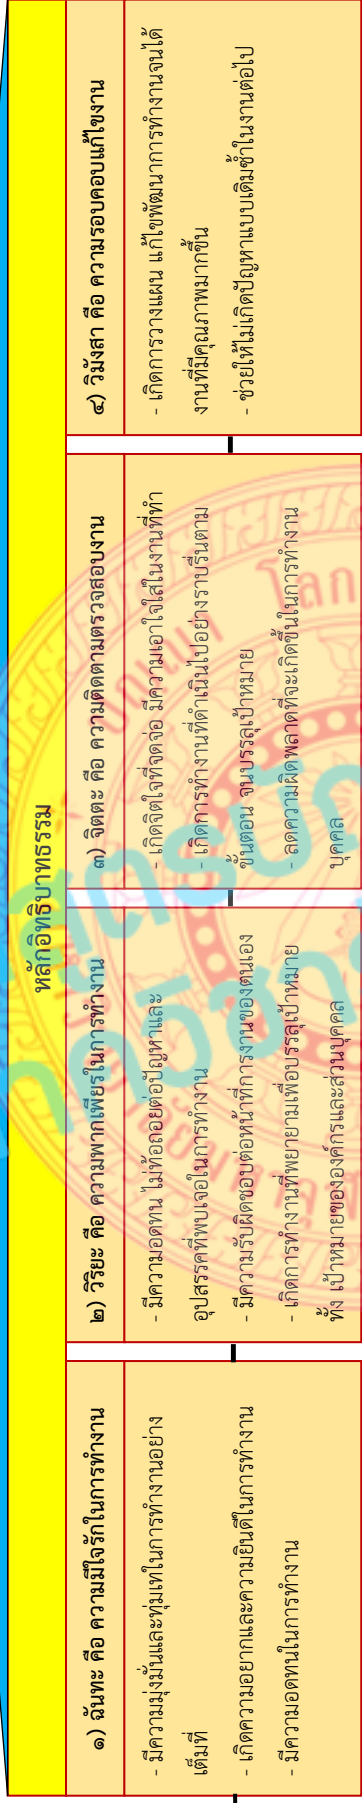 หลักอิทธิบาทธรรม
๑) ฉันทะ คือ ความมีใจรักในการทำงาน
- มีความมุ่งมั่นและทุ่มเทในการทำงานอย่าง
เต็มที่
- เกิดความอยากและความยินดีในการทำงาน
- มีความอดทนในการทำงาน
๒) วิริยะ คือ ความพากเพียรในการทำงาน
- มีความอดทน ไม่ท้อถอยต่อปัญหาและ
อุปสรรคที่พบเจอในการทำงาน
- มีความรับผิดชอบต่อหน้าที่การงานของตนเอง
- เกิดการทำงานที่พยายามเพื่อบรรลุเป้าหมาย
ทั้ง เป้าหมายขององค์กรและส่วนบุคคล
๓) จิตตะ คือ ความติดตามตรวจสอบงาน
- เกิดจิตใจที่จดจ่อ มีความเอาใจใส่ในงานที่ทำ
- เกิดการทำงานที่ดำเนินไปอย่างราบรื่นตาม
ขั้นตอน จนบรรลุเป้าหมาย
- ลดความผิดพลาดที่จะเกิดขึ้นในการทำงาน
บุคคล
๔) วิมังสา คือ ความรอบคอบแก้ไขงาน
- เกิดการวางแผน แก้ไขพัฒนาการทำงานจนได้
งานที่มีคุณภาพมากขึ้น
- ช่วยให้ไม่เกิดปัญหาแบบเดิมซ้ำในงานต่อไป